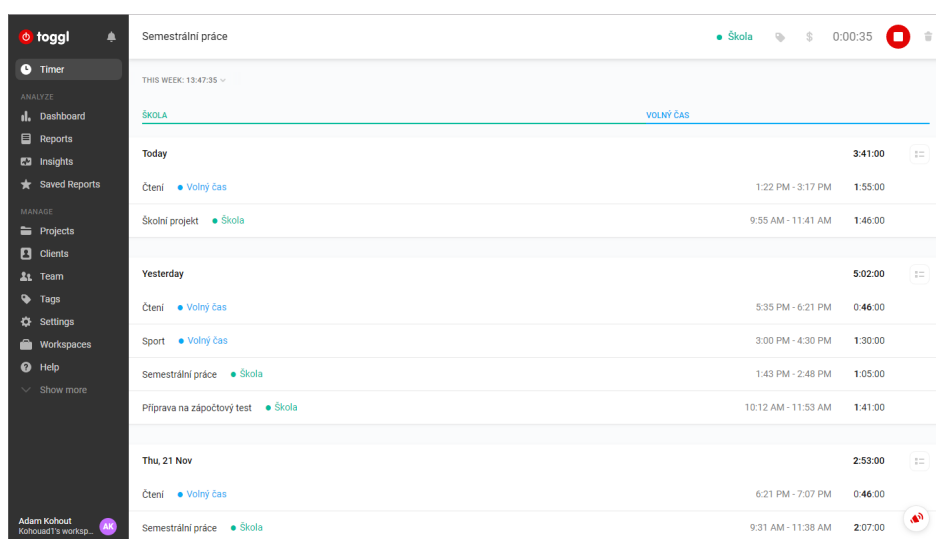 toggl
Semestrální práce Škola $ 0:00:35
Timer
THIS WEEK: 13:47:35
ANALYZE
Dashboard
Reports
Insights
Saved Reports
MANAGE
Projects
Clients
Team
Tags
Settings
Workspaces
Help
Show more
Adam Kohout
Kohouad1's worksp...
AK
ŠKOLA VOLNÝ ČAS
Today 3:41:00
Čtení Volný čas 1:22 PM - 3:17 PM 1:55:00
Školní projekt Škola 9:55 AM - 11:41 AM 1:46:00
Yesterday 5:02:00
Čtení Volný čas 5:35 PM - 6:21 PM 0:46:00
Sport Volný čas 3:00 PM - 4:30 PM 1:30:00
Semestrální práce Škola 1:43 PM - 2:48 PM 1:05:00
Příprava na zápočtový test Škola 10:12 AM - 11:53 AM 1:41:00
Thu, 21 Nov 2:53:00
Čtení Volný čas 6:21 PM - 7:07 PM 0:46:00
Semestrální práce Škola 9:31 AM - 11:38 AM 2:07:00